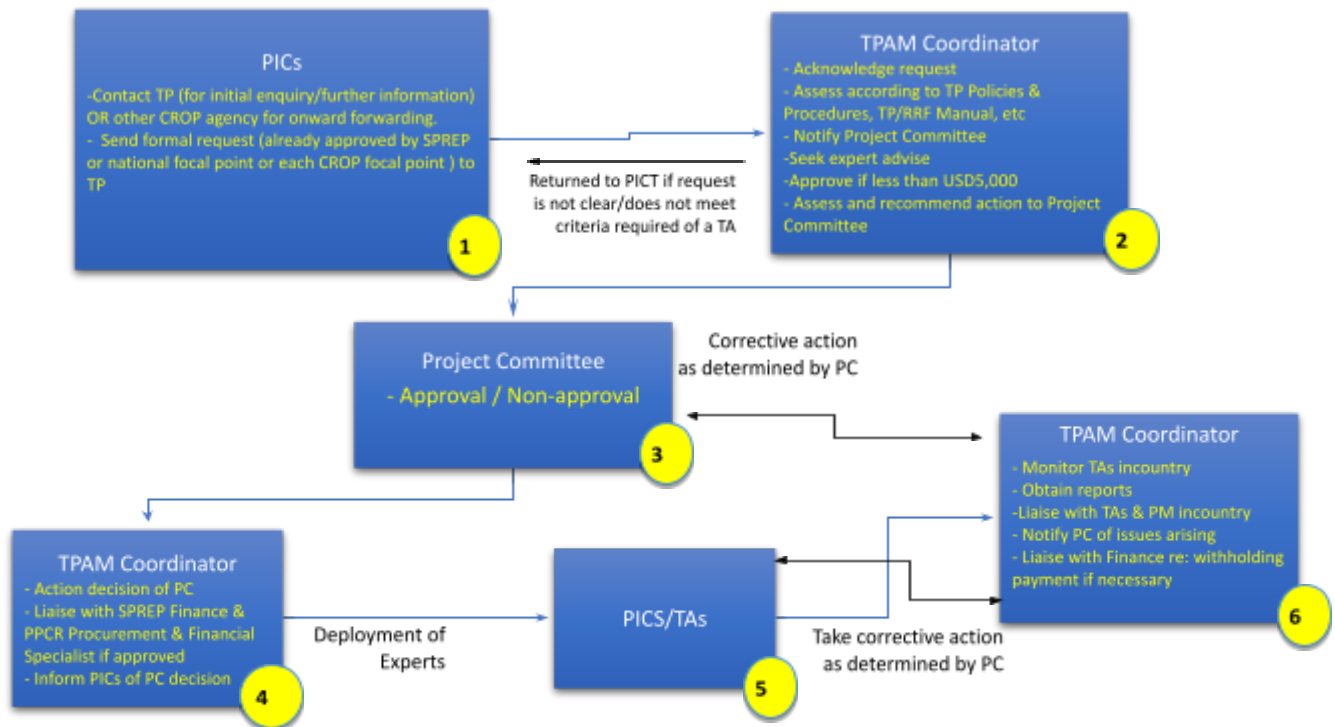 PICs
-Contact TP (for initial enquiry/further information)
OR other CROP agency for onward forwarding.
- Send formal request (already approved by SPREP
or national focal point or each CROP focal point ) to
TP
1
TPAM Coordinator
- Acknowledge request
- Assess according to TP Policies &
Procedures, TP/RRF Manual, etc
- Notify Project Committee
-Seek expert advise
-Approve if less than USD5,000
- Assess and recommend action to Project
Committee
2
Returned to PICT if request
is not clear/does not meet
criteria required of a TA
Project Committee
- Approval / Non-approval
3
Corrective action
as determined by PC
TPAM Coordinator
- Action decision of PC
- Liaise with SPREP Finance &
PPCR Procurement & Financial
Specialist if approved
- Inform PICs of PC decision
4
Deployment of
Experts
PICS/TAs
5
Take corrective action
as determined by PC
TPAM Coordinator
- Monitor TAs incountry
- Obtain reports
-Liaise with TAs & PM incountry
- Notify PC of issues arising
- Liaise with Finance re: withholding
payment if necessary
6